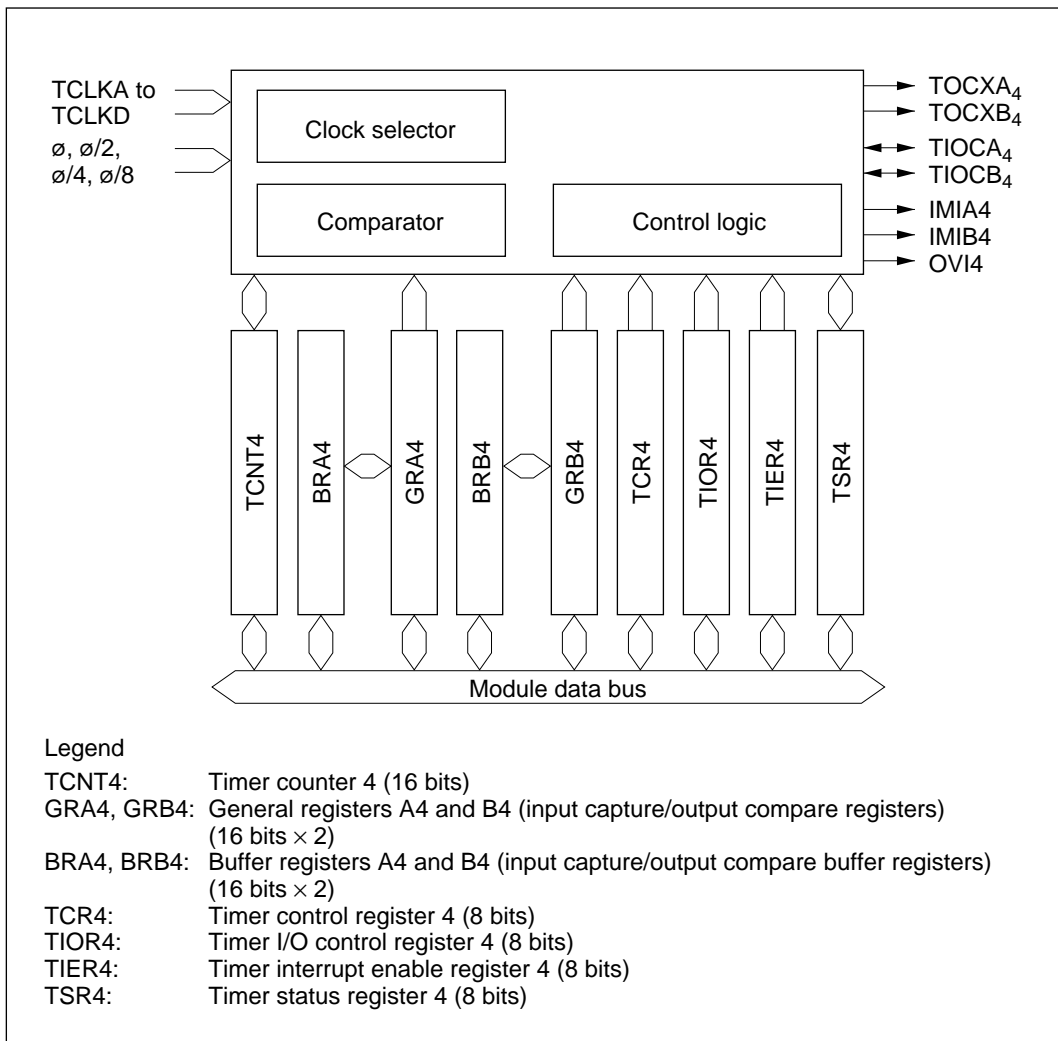 TCLKA to
TCLKD
ø, ø/2,
ø/4, ø/8
Clock selector
Comparator
Control logic
TOCXA4
TOCXB4
TIOCA4
TIOCB4
IMIA4
IMIB4
OVI4
TCNT4
BRA4
GRA4
BRB4
GRB4
TCR4
TIOR4
TIER4
TSR4
Module data bus
Legend
TCNT4: Timer counter 4 (16 bits)
GRA4, GRB4: General registers A4 and B4 (input capture/output compare registers)
(16 bits × 2)
BRA4, BRB4: Buffer registers A4 and B4 (input capture/output compare buffer registers)
(16 bits × 2)
TCR4: Timer control register 4 (8 bits)
TIOR4: Timer I/O control register 4 (8 bits)
TIER4: Timer interrupt enable register 4 (8 bits)
TSR4: Timer status register 4 (8 bits)